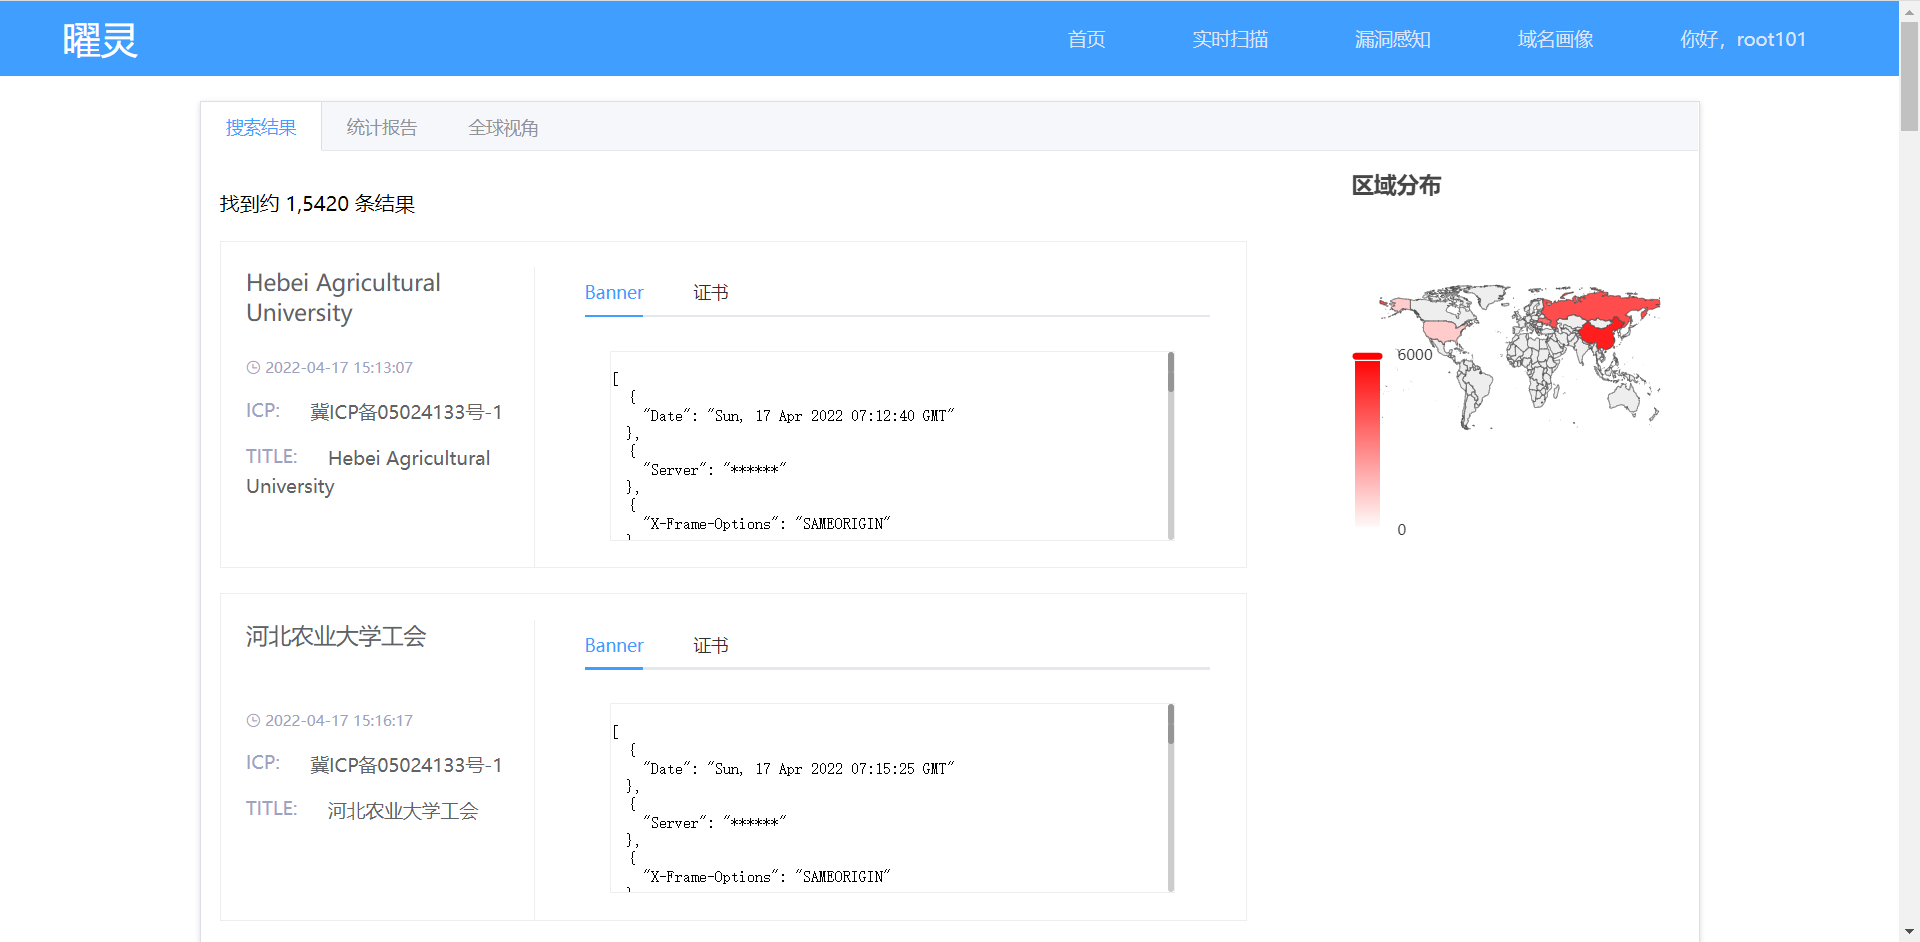 曜灵
首页 实时扫描 漏洞感知 域名画像 你好，root101
搜索结果 统计报告 全球视角
找到约 1,5420 条结果
区域分布
6000
0
Hebei Agricultural
University
2022-04-17 15:13:07
ICP: 冀ICP备05024133号-1
TITLE: Hebei Agricultural
University
Banner 证书
[
{
"Date": "Sun, 17 Apr 2022 07:12:40 GMT"
},
{
"Server": "******"
},
{
"X-Frame-Options": "SAMEORIGIN"
}
河北农业大学工会
2022-04-17 15:16:17
ICP: 冀ICP备05024133号-1
TITLE: 河北农业大学工会
Banner 证书
[
{
"Date": "Sun, 17 Apr 2022 07:15:25 GMT"
},
{
"Server": "******"
},
{
"X-Frame-Options": "SAMEORIGIN"
}